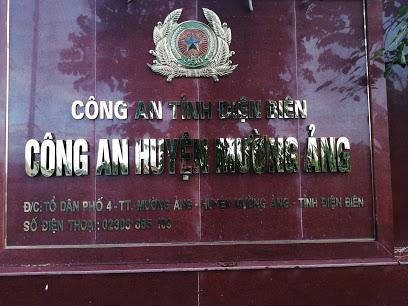 CÔNG AN TỈNH ĐIỆN BIÊN
CÔNG AN HUYỆN MƯỜNG ẢNG
Đ/C: TỔ DÂN PHỐ 4 - TT. MƯỜNG ẢNG - HUYỆN MƯỜNG ẢNG - TỈNH ĐIỆN BIÊN
SỐ ĐIỆN THOẠI: 02303